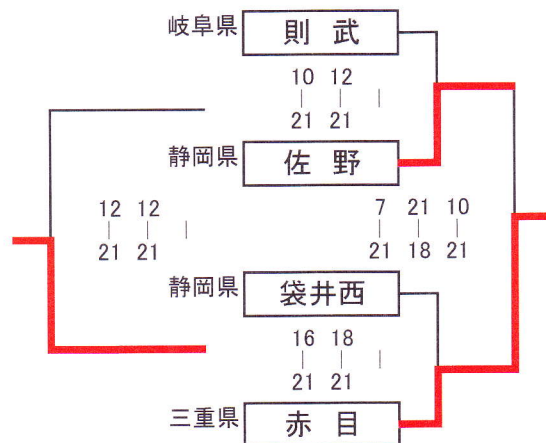 岐阜県 則武
10 12
| | |
21 21
静岡県 佐野
12 12
| | |
21 21
7 21 10
| | |
21 18 21
静岡県 袋井西
16 18
| | |
21 21
三重県 赤目